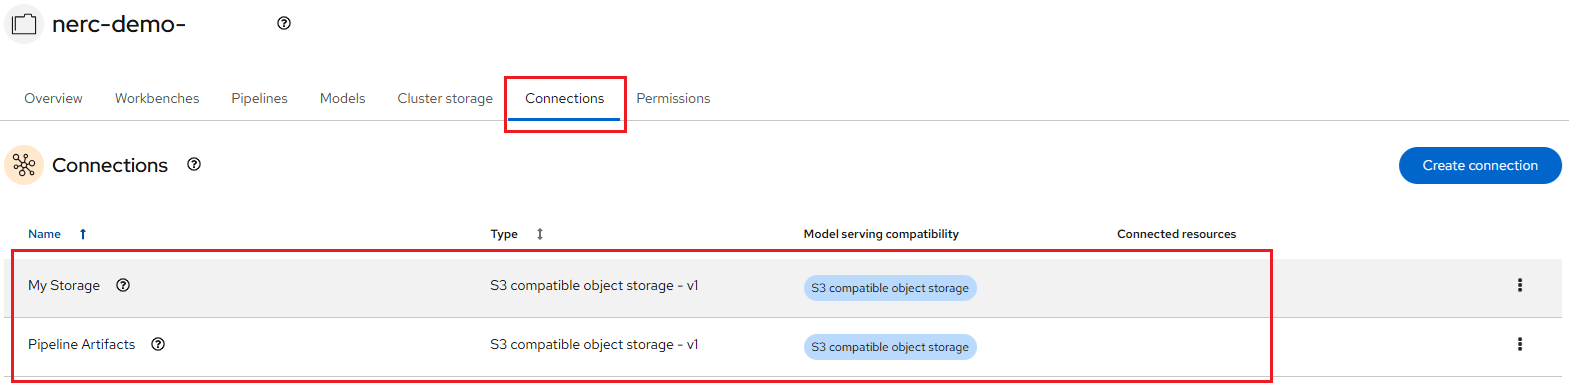 nerc-demo-
Overview Workbenches Pipelines Models Cluster storage Connections Permissions
Connections
Create connection
Name Type Model serving compatibility Connected resources
My Storage S3 compatible object storage - v1 S3 compatible object storage
Pipeline Artifacts S3 compatible object storage - v1 S3 compatible object storage